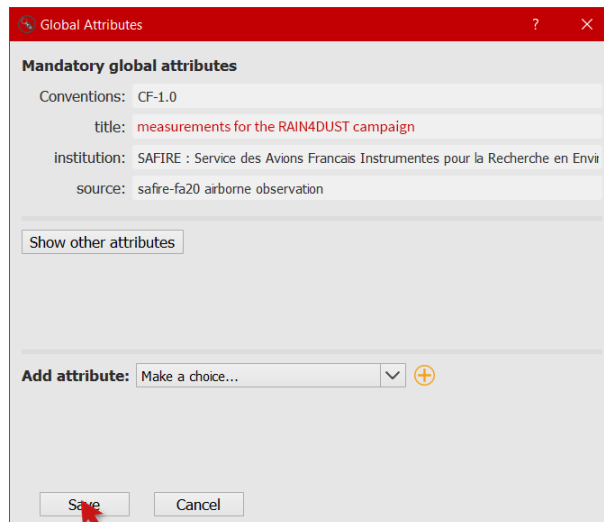 Global Attributes ? ×
Mandatory global attributes
Conventions: CF-1.0
title: measurements for the RAIN4DUST campaign
institution: SAFIRE : Service des Avions Francais Instrumentes pour la Recherche en Envir
source: safire-fa20 airborne observation
Show other attributes
Add attribute: Make a choice...
Save Cancel